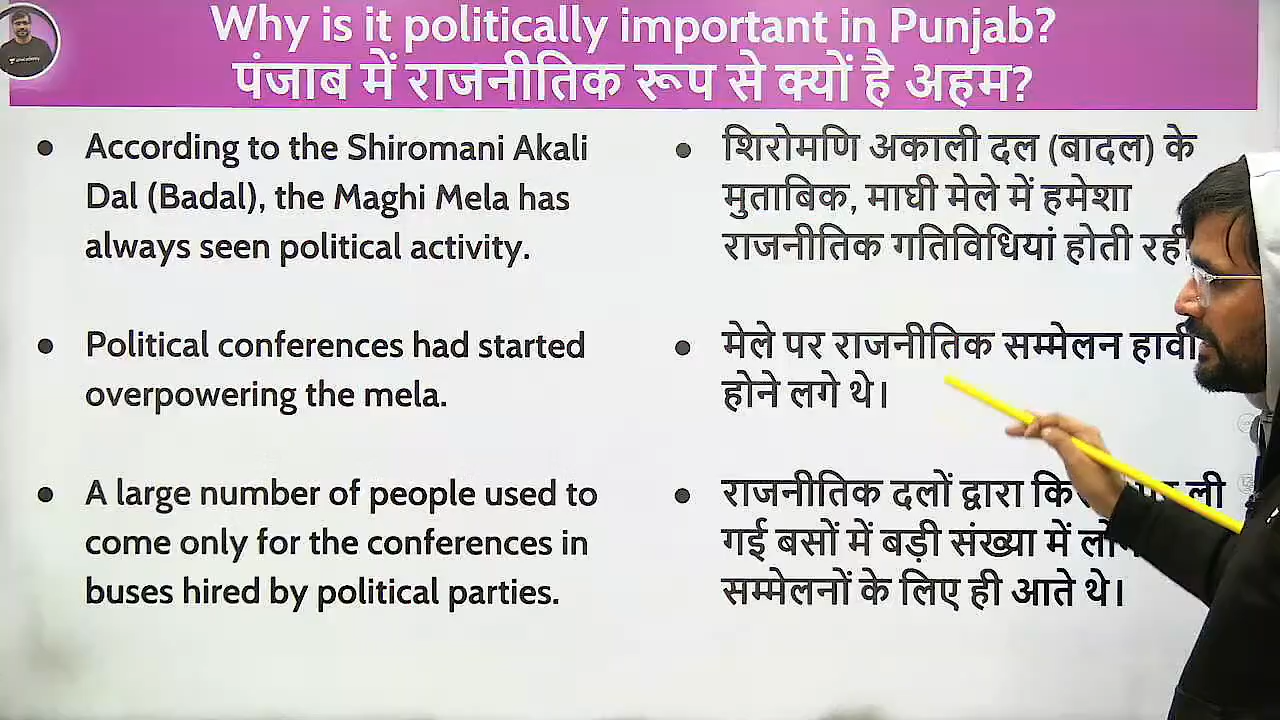 Why is it politically important in Punjab?
पंजाब में राजनीतिक रूप से क्यों है अहम?
According to the Shiromani Akali
Dal (Badal), the Maghi Mela has
always seen political activity.
Political conferences had started
overpowering the mela.
A large number of people used to
come only for the conferences in
buses hired by political parties.
शिरोमणि अकाली दल (बादल) के
मुताबिक, माघी मेले में हमेशा
राजनीतिक गतिविधियां होती रही
मेले पर राजनीतिक सम्मेलन हावी
होने लगे थे।
राजनीतिक दलों द्वारा ली
गई बसों में बड़ी संख्या में
सम्मेलनों के लिए ही आते थे।